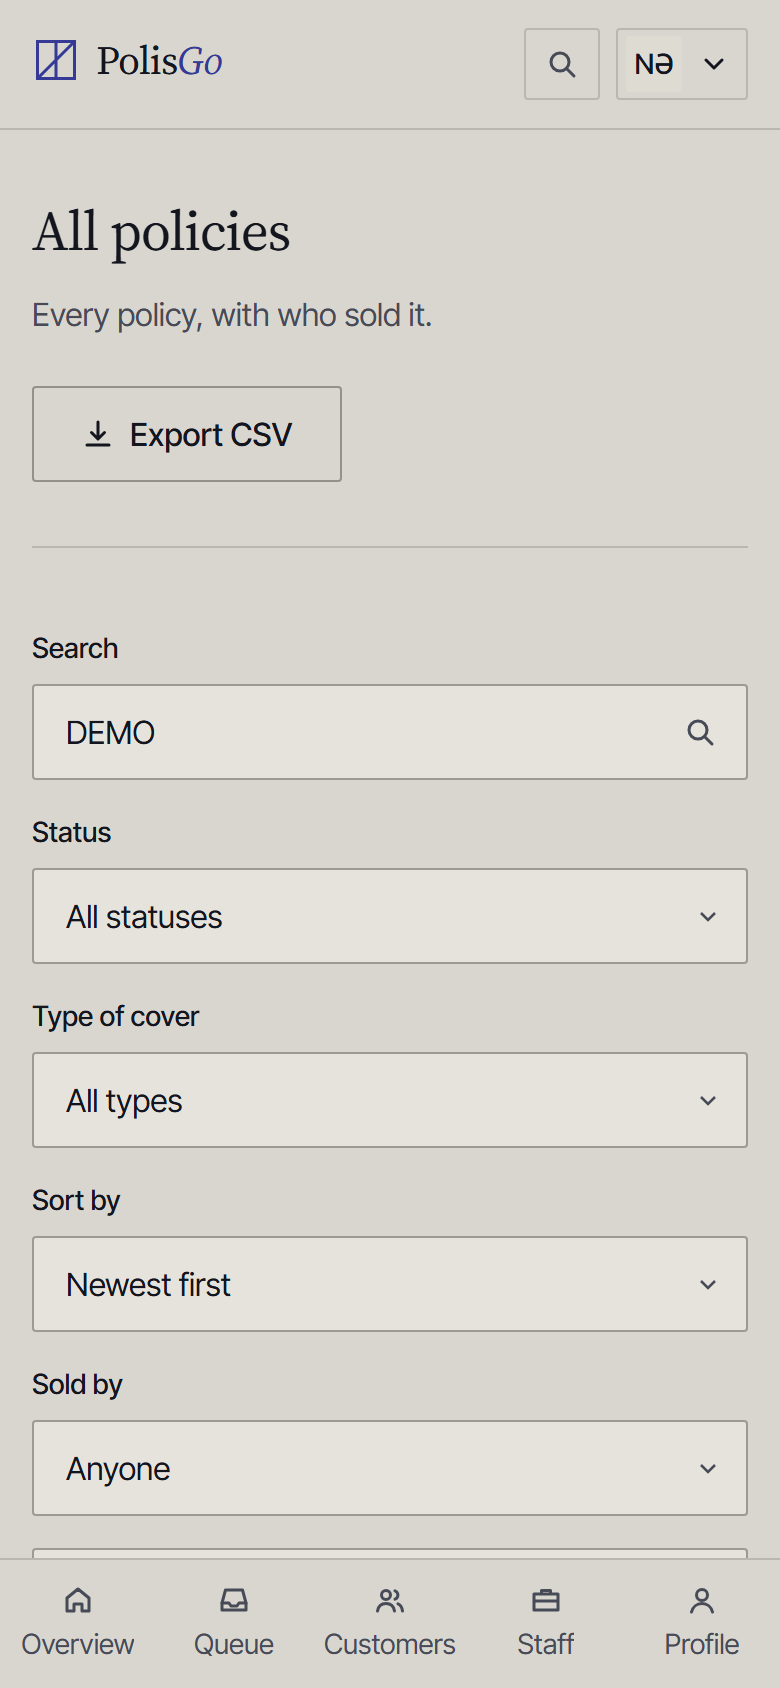 PolisGo
NƏ
All policies
Every policy, with who sold it.
Export CSV
Search
DEMO
Status
All statuses
Type of cover
All types
Sort by
Newest first
Sold by
Anyone
Overview
Queue
Customers
Staff
Profile